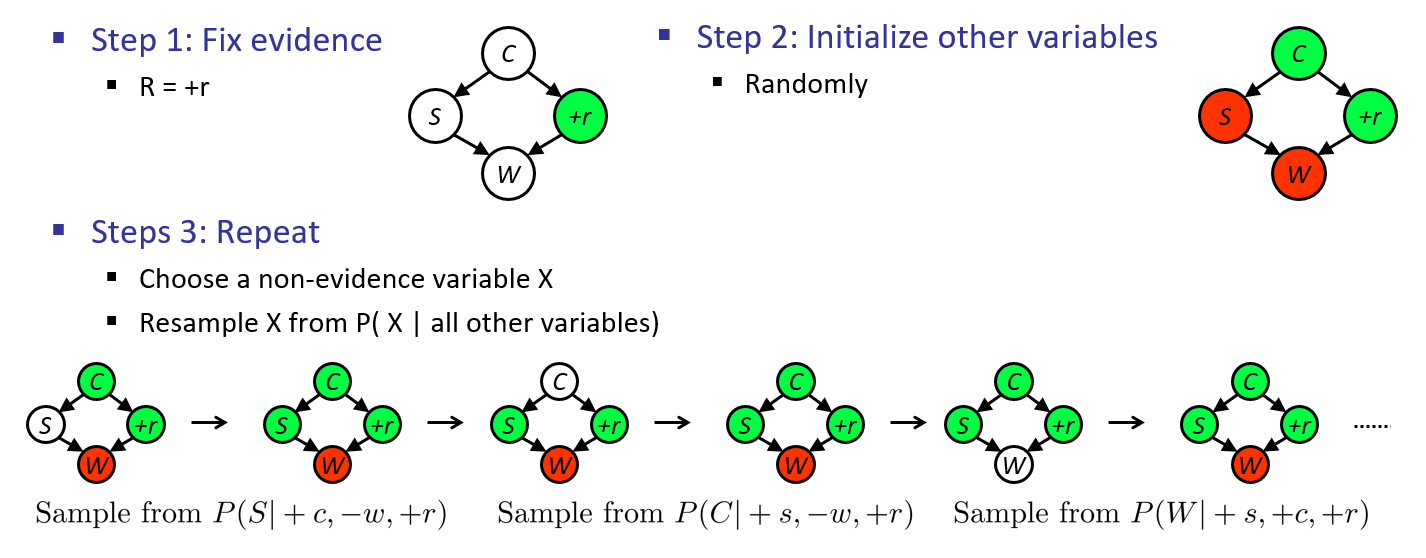 ▪ Step 1: Fix evidence
▪ R = +r
C
S
+r
W
▪ Step 2: Initialize other variables
▪ Randomly
C
S
+r
W
▪ Steps 3: Repeat
▪ Choose a non-evidence variable X
▪ Resample X from P( X | all other variables)
C
S
+r
W
C
S
+r
W
C
S
+r
W
C
S
+r
W
C
S
+r
W
C
S
+r
W
......
Sample from P(S| + c, −w, +r)
Sample from P(C| + s, −w, +r)
Sample from P(W| + s, +c, +r)